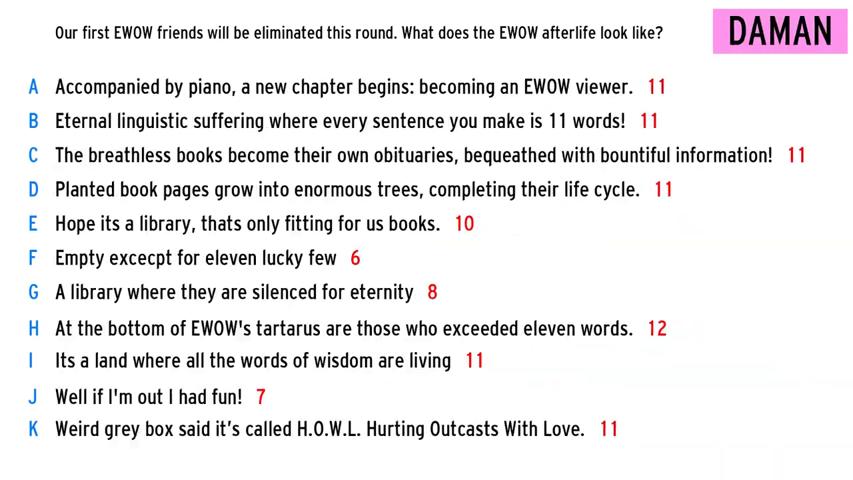 Our first EWOW friends will be eliminated this round. What does the EWOW afterlife look like?
DAMAN
A Accompanied by piano, a new chapter begins: becoming an EWOW viewer. 11
B Eternal linguistic suffering where every sentence you make is 11 words! 11
C The breathless books become their own obituaries, bequeathed with bountiful information! 11
D Planted book pages grow into enormous trees, completing their life cycle. 11
E Hope its a library, thats only fitting for us books. 10
F Empty excecpt for eleven lucky few 6
G A library where they are silenced for eternity 8
H At the bottom of EWOW's tartarus are those who exceeded eleven words. 12
I Its a land where all the words of wisdom are living 11
J Well if I'm out I had fun! 7
K Weird grey box said it's called H.O.W.L. Hurting Outcasts With Love. 11